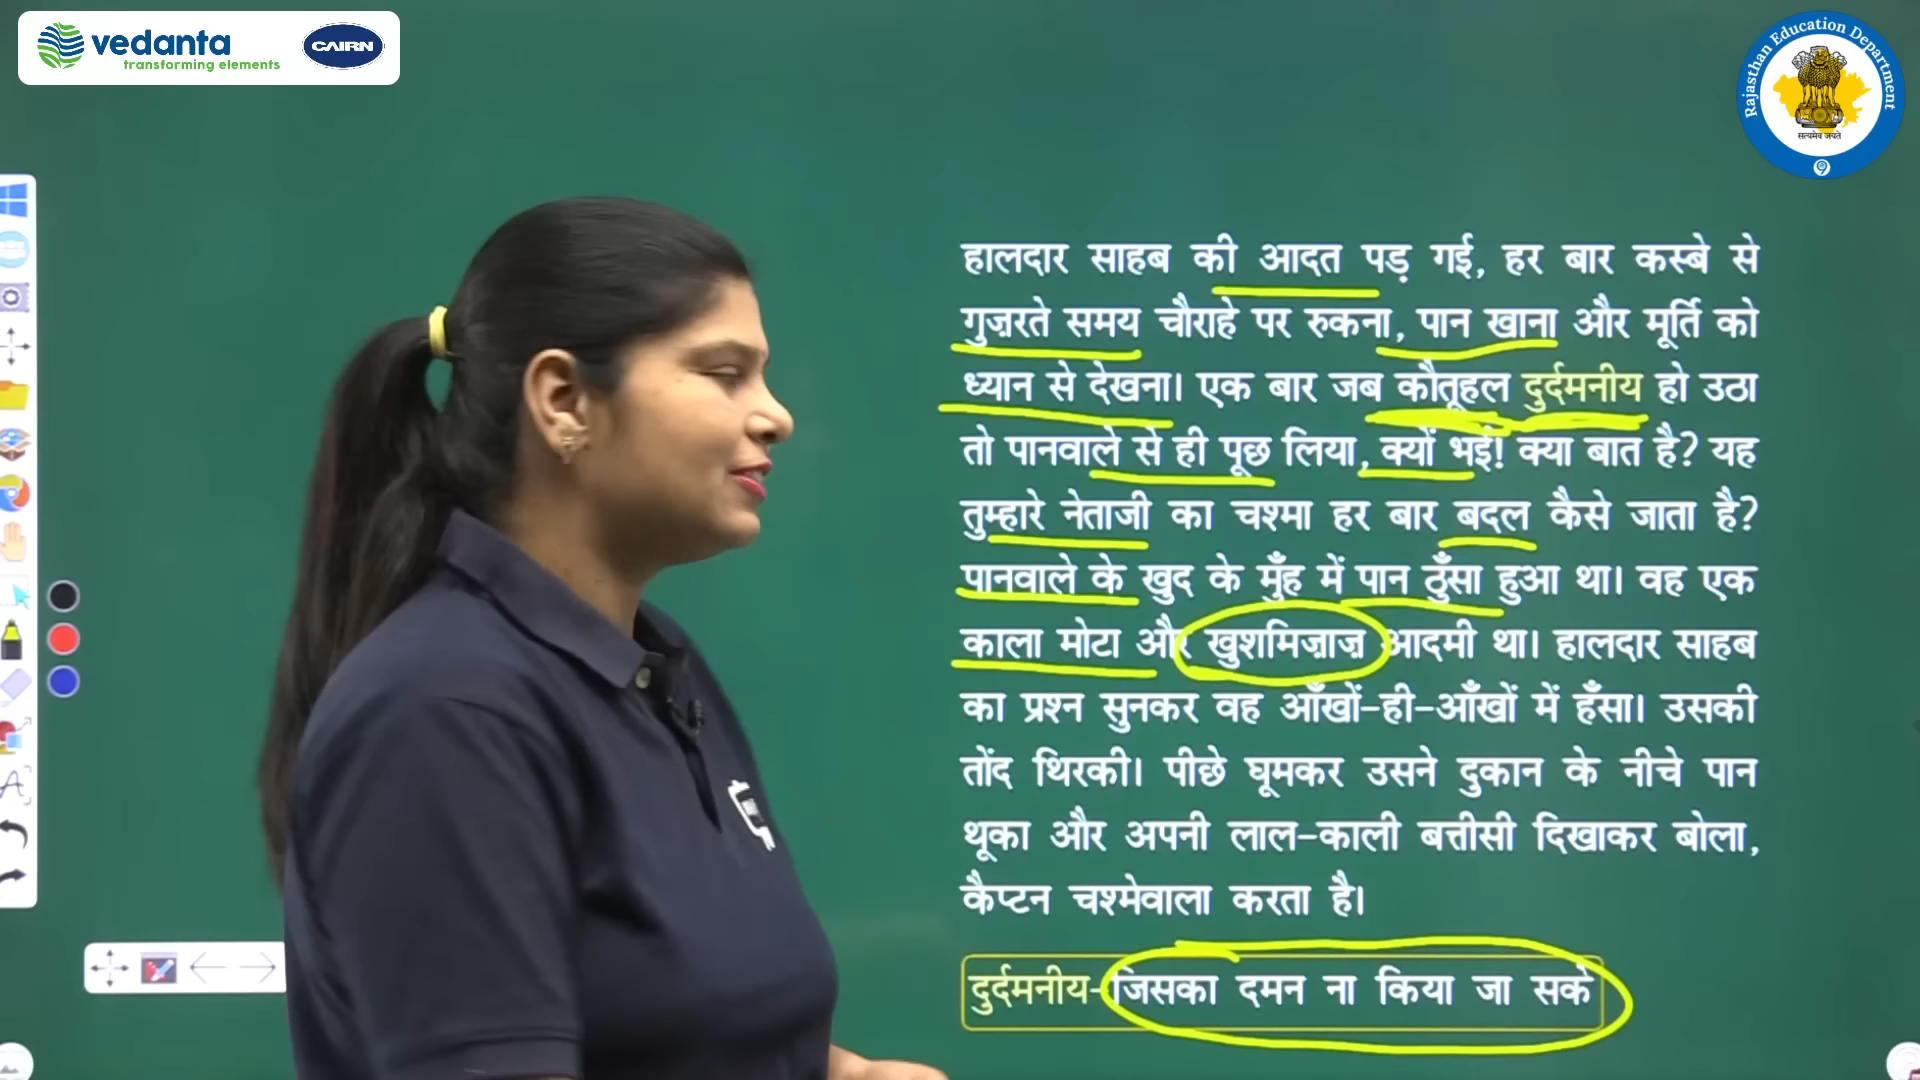 vedanta
transforming elements
CAIRN
Rajasthan Education Department
सत्यमेव जयते
हालदार साहब की आदत पड़ गई, हर बार कस्बे से
गुज़रते समय चौराहे पर रुकना, पान खाना और मूर्ति को
ध्यान से देखना। एक बार जब कौतूहल दुर्दमनीय हो उठा
तो पानवाले से ही पूछ लिया, क्यों भई! क्या बात है? यह
तुम्हारे नेताजी का चश्मा हर बार बदल कैसे जाता है?
पानवाले के खुद के मुँह में पान ठुँसा हुआ था। वह एक
काला मोटा और खुशमिज़ाज़ आदमी था। हालदार साहब
का प्रश्न सुनकर वह आँखों-ही-आँखों में हँसा। उसकी
तोंद थिरकी। पीछे घूमकर उसने दुकान के नीचे पान
थूका और अपनी लाल-काली बत्तीसी दिखाकर बोला,
कैप्टन चश्मेवाला करता है।
दुर्दमनीय-जिसका दमन ना किया जा सके